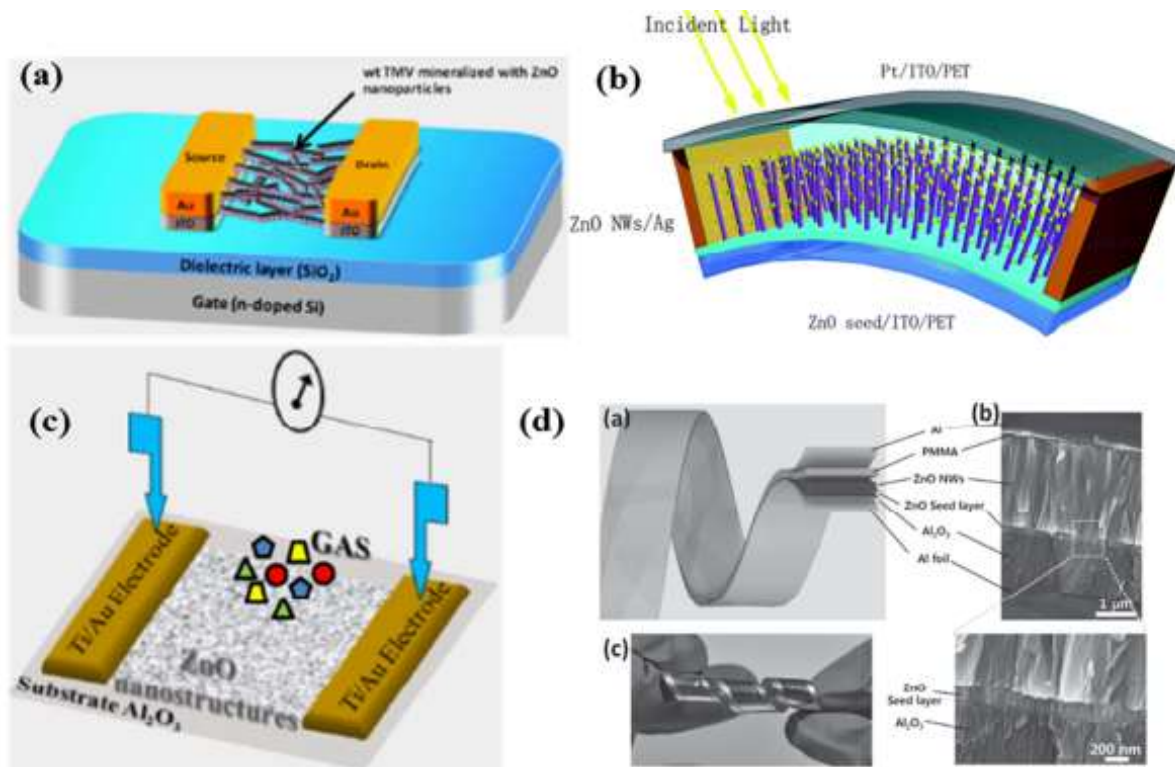 (a)
wt TMV mineralized with ZnO
nanoparticles
Source
Drain
Au
ITO
Au
ITO
Dielectric layer (SiO₂)
Gate (n-doped Si)
Incident Light
(b)
Pt/ITO/PET
ZnO NWs/Ag
ZnO seed/ITO/PET
(c)
GAS
Ti/Au Electrode
Ti/Au Electrode
ZnO
nanostructures
Substrate Al₂O₃
(d)
(a)
Al
PMMA
ZnO NWs
ZnO Seed layer
Al₂O₃
Al foil
(b)
1 μm
(c)
ZnO
Seed layer
Al₂O₃
200 nm